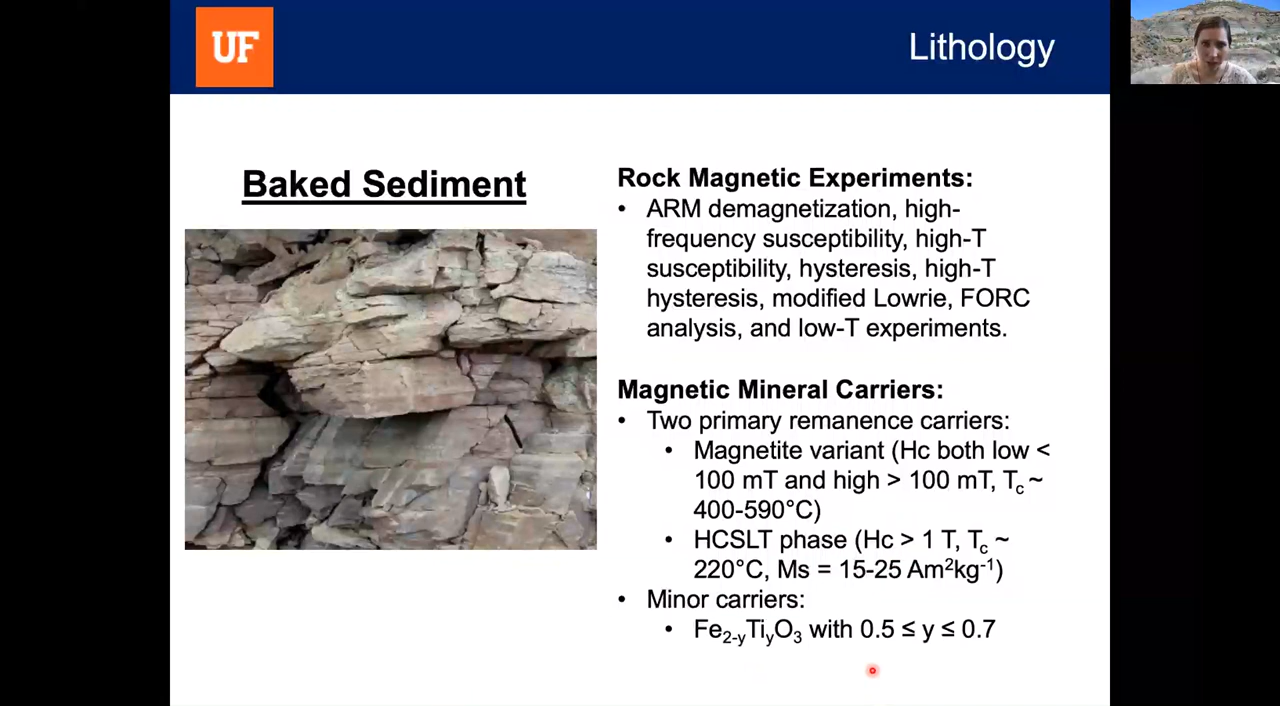 UF
Lithology
Baked Sediment
Rock Magnetic Experiments:
• ARM demagnetization, high-
frequency susceptibility, high-T
susceptibility, hysteresis, high-T
hysteresis, modified Lowrie, FORC
analysis, and low-T experiments.
Magnetic Mineral Carriers:
• Two primary remanence carriers:
• Magnetite variant (Hc both low <
100 mT and high > 100 mT, Tc ~
400-590°C)
• HCSLT phase (Hc > 1 T, Tc ~
220°C, Ms = 15-25 Am²kg⁻¹)
• Minor carriers:
• Fe2-yTiyO3 with 0.5 ≤ y ≤ 0.7